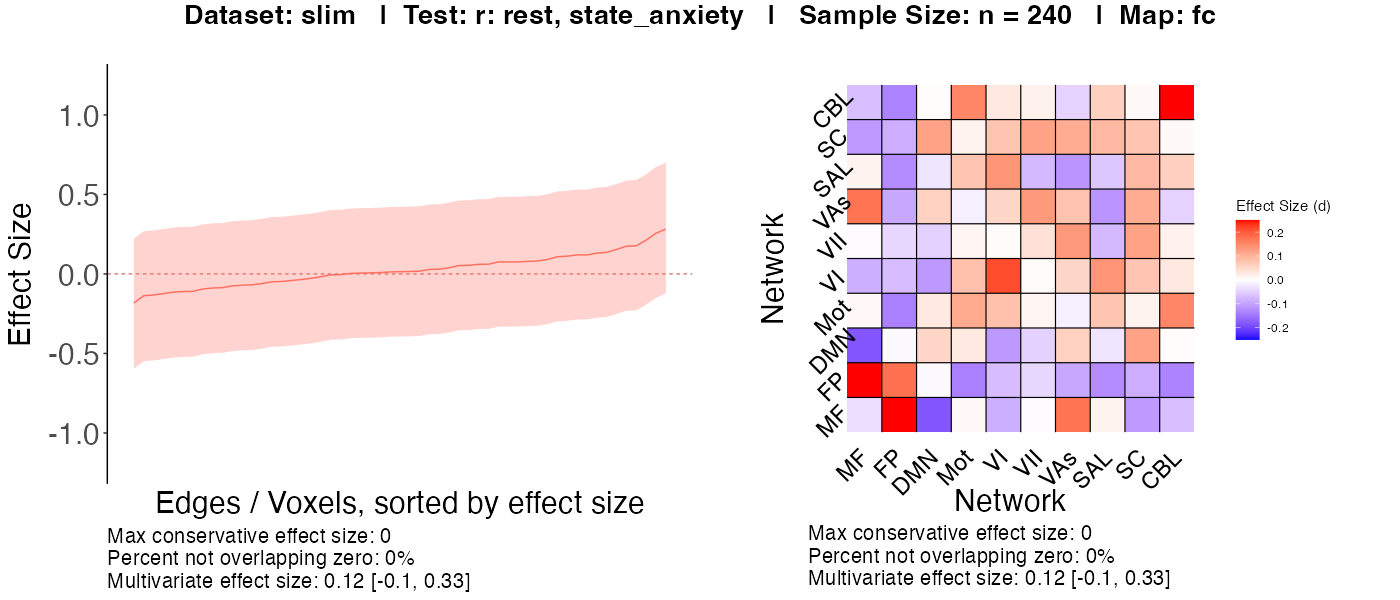 Dataset: slim | Test: r: rest, state_anxiety | Sample Size: n = 240 | Map: fc
Effect Size
1.0
0.5
0.0
-0.5
-1.0
Edges / Voxels, sorted by effect size
Max conservative effect size: 0
Percent not overlapping zero: 0%
Multivariate effect size: 0.12 [-0.1, 0.33]
Network
CBL
SC
SAL
VAs
VII
VI
Mot
DMN
FP
MF
MF
FP
DMN
Mot
VI
VII
VAs
SAL
SC
CBL
Network
Max conservative effect size: 0
Percent not overlapping zero: 0%
Multivariate effect size: 0.12 [-0.1, 0.33]
Effect Size (d)
0.2
0.1
0.0
-0.1
-0.2